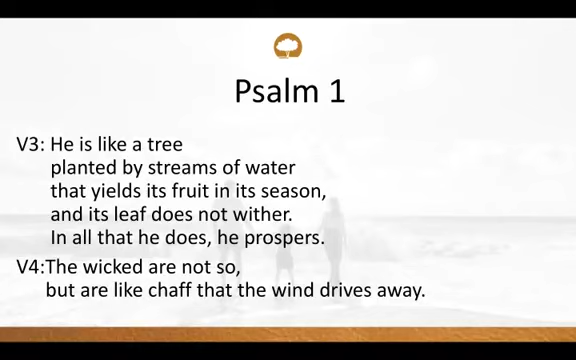 Psalm 1
V3: He is like a tree
planted by streams of water
that yields its fruit in its season,
and its leaf does not wither.
In all that he does, he prospers.
V4:The wicked are not so,
but are like chaff that the wind drives away.